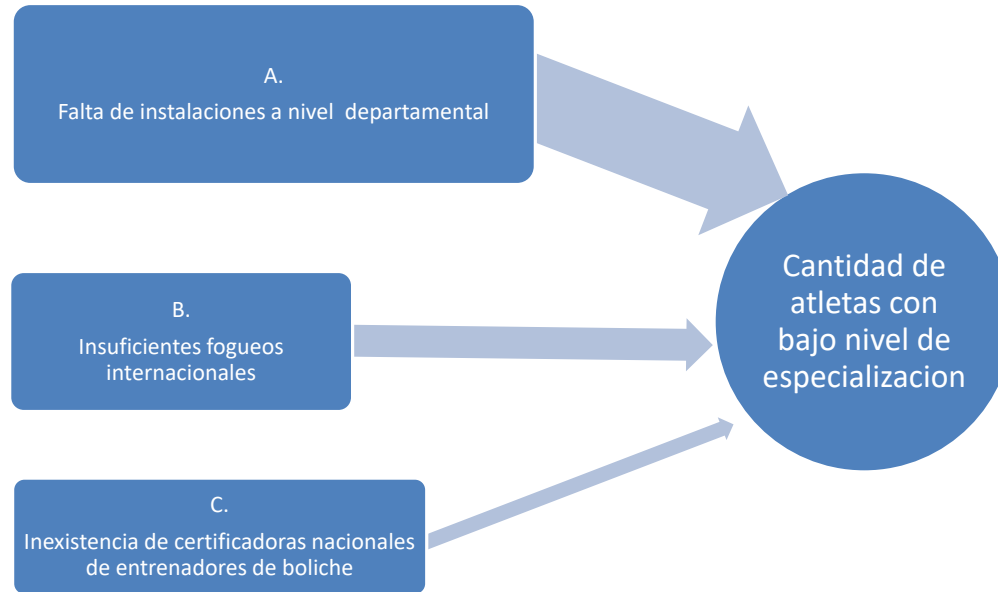 A.
Falta de instalaciones a nivel departamental
B.
Insuficientes fogueos
internacionales
C.
Inexistencia de certificadoras nacionales
de entrenadores de boliche
Cantidad de
atletas con
bajo nivel de
especializacion